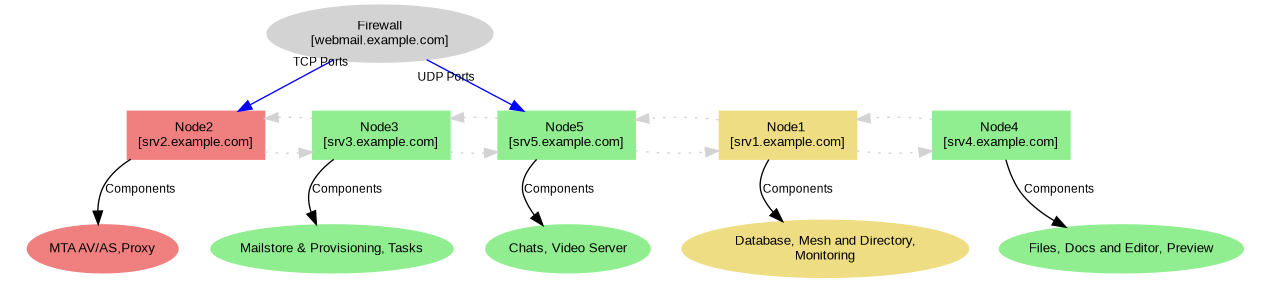 Firewall
[webmail.example.com]
TCP Ports
UDP Ports
Node2
[srv2.example.com]
Node3
[srv3.example.com]
Node5
[srv5.example.com]
Node1
[srv1.example.com]
Node4
[srv4.example.com]
Components
Components
Components
Components
Components
MTA AV/AS,Proxy
Mailstore & Provisioning, Tasks
Chats, Video Server
Database, Mesh and Directory,
Monitoring
Files, Docs and Editor, Preview